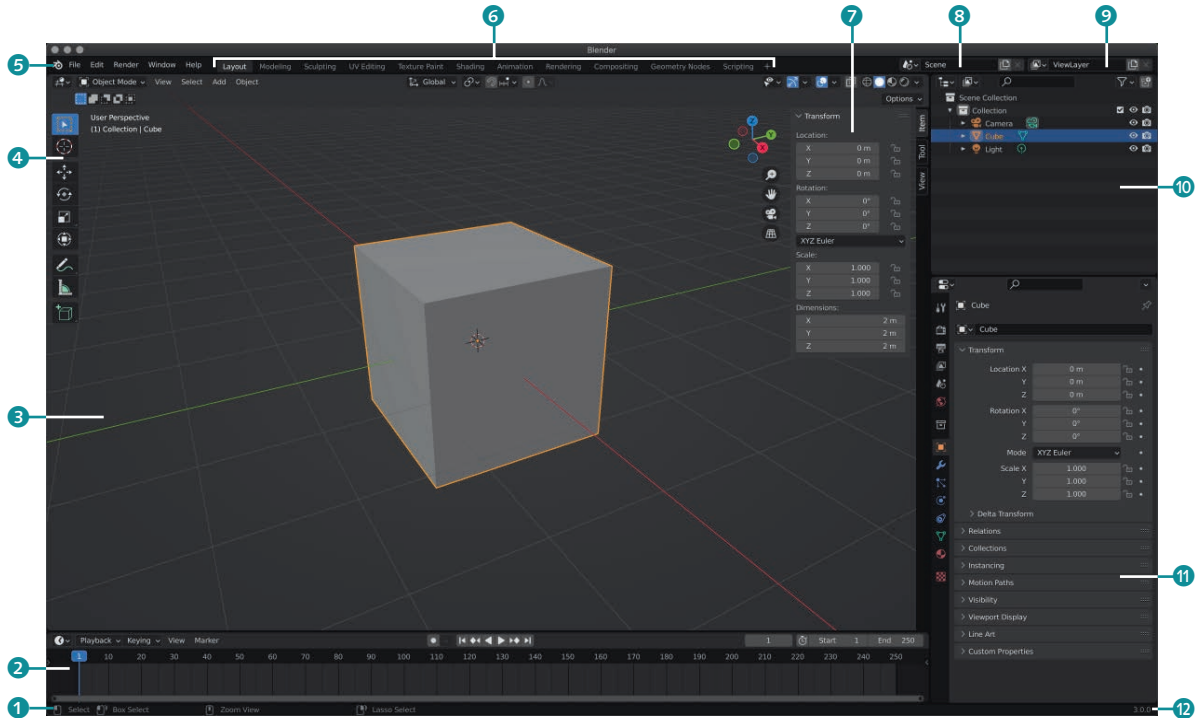 6
7
8
9
Blender
5
File Edit Render Window Help
Layout Modeling Sculpting UV Editing Texture Paint Shading Animation Rendering Compositing Geometry Nodes Scripting +
Scene
ViewLayer
Object Mode View Select Add Object
Global
Options
User Perspective
(1) Collection | Cube
4
Z
Y
X
Transform
Location:
X 0 m
Y 0 m
Z 0 m
Rotation:
X 0°
Y 0°
Z 0°
XYZ Euler
Scale:
X 1.000
Y 1.000
Z 1.000
Dimensions:
X 2 m
Y 2 m
Z 2 m
Item
Tool
View
Scene Collection
Collection
Camera
Cube
Light
10
Cube
Cube
Transform
Location X 0 m
Y 0 m
Z 0 m
Rotation X 0°
Y 0°
Z 0°
Mode XYZ Euler
Scale X 1.000
Y 1.000
Z 1.000
Delta Transform
Relations
Collections
Instancing
Motion Paths
Visibility
Viewport Display
Line Art
Custom Properties
11
3
Playback Keying View Marker
1 Start 1 End 250
2
1 10 20 30 40 50 60 70 80 90 100 110 120 130 140 150 160 170 180 190 200 210 220 230 240 250
1
Select Box Select Zoom View Lasso Select
3.0.0
12